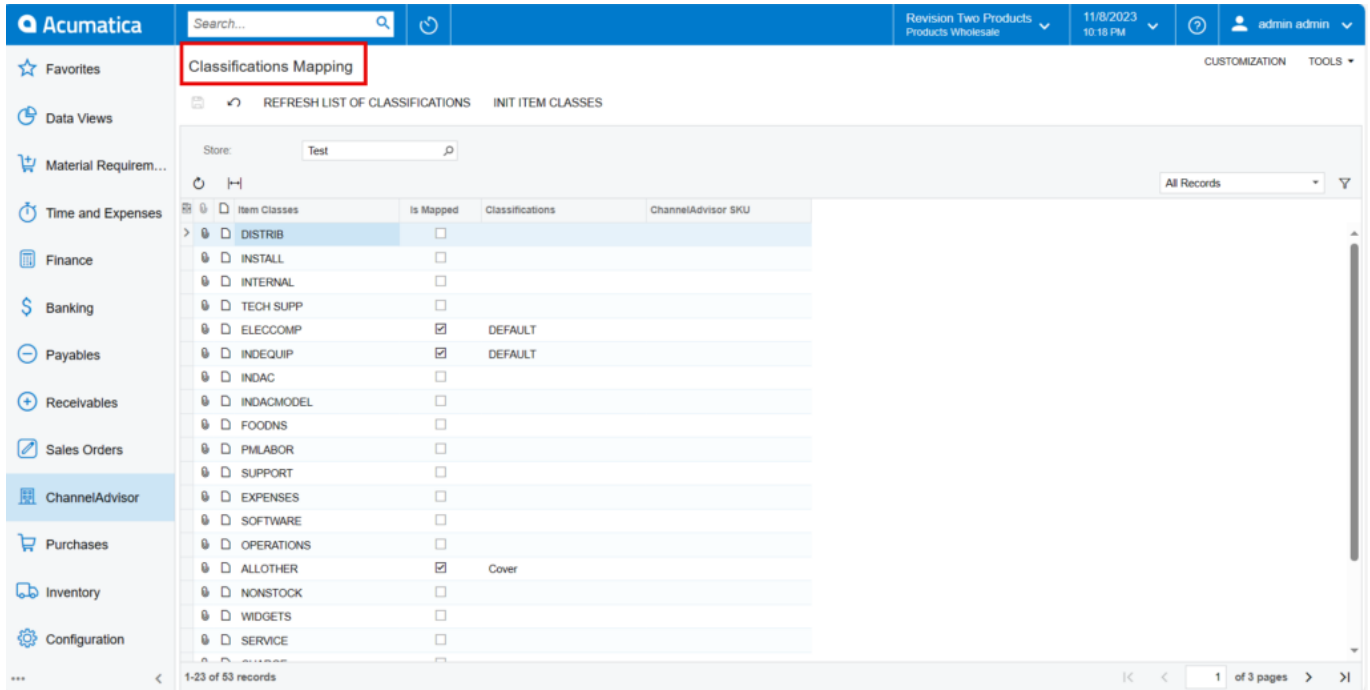 Acumatica
Search...
Revision Two Products
Products Wholesale
11/8/2023
10:18 PM
admin admin
Favorites
Data Views
Material Requirem...
Time and Expenses
Finance
Banking
Payables
Receivables
Sales Orders
ChannelAdvisor
Purchases
Inventory
Configuration
Classifications Mapping
CUSTOMIZATION TOOLS
REFRESH LIST OF CLASSIFICATIONS INIT ITEM CLASSES
Store: Test
All Records
Item Classes Is Mapped Classifications ChannelAdvisor SKU
DISTRIB
INSTALL
INTERNAL
TECH SUPP
ELECCOMP DEFAULT
INDEQUIP DEFAULT
INDAC
INDACMODEL
FOODNS
PMLABOR
SUPPORT
EXPENSES
SOFTWARE
OPERATIONS
ALLOTHER Cover
NONSTOCK
WIDGETS
SERVICE
1-23 of 53 records
1 of 3 pages